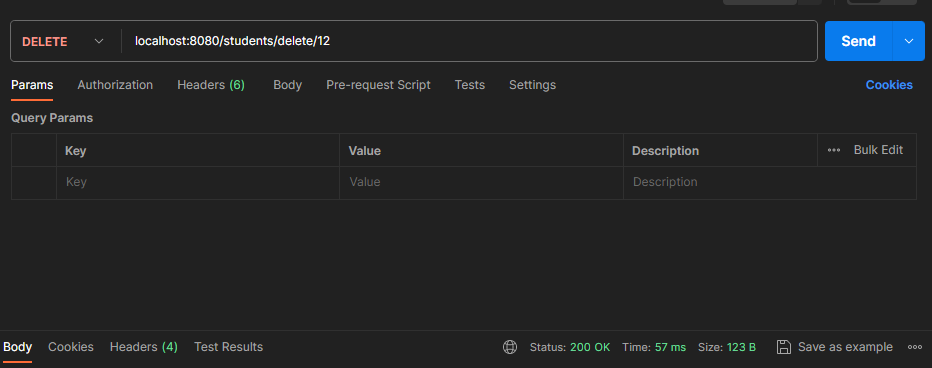 DELETE localhost:8080/students/delete/12 Send
Params Authorization Headers (6) Body Pre-request Script Tests Settings Cookies
Query Params
Key Value Description Bulk Edit
Key Value Description
Body Cookies Headers (4) Test Results Status: 200 OK Time: 57 ms Size: 123 B Save as example